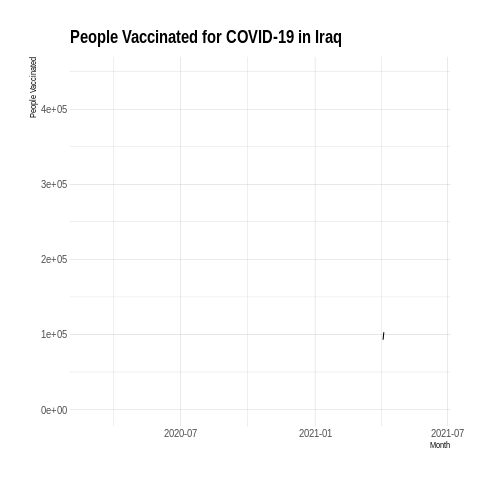 People Vaccinated for COVID-19 in Iraq
People Vaccinated
4e+05
3e+05
2e+05
1e+05
0e+00
2020-07 2021-01 2021-07
Month